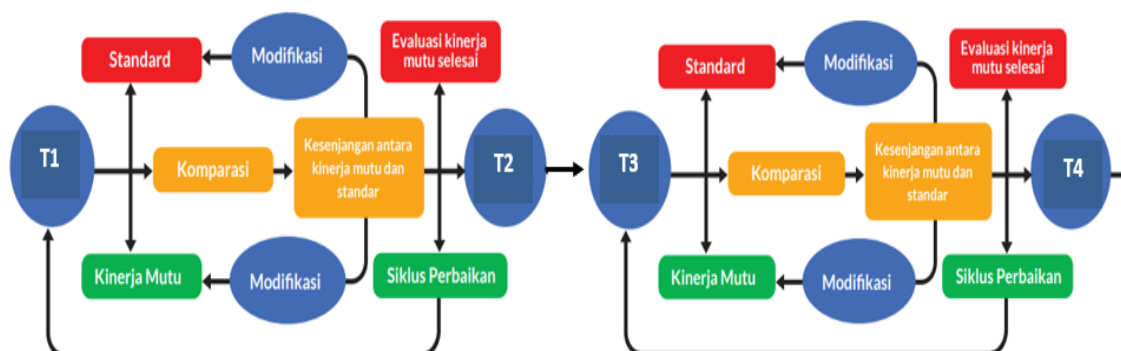 Standard
Modifikasi
Evaluasi kinerja
mutu selesai
T1
Komparasi
Kesenjangan antara
kinerja mutu dan
standar
T2
Kinerja Mutu
Modifikasi
Siklus Perbaikan
Standard
Modifikasi
Evaluasi kinerja
mutu selesai
T3
Komparasi
Kesenjangan antara
kinerja mutu dan
standar
T4
Kinerja Mutu
Modifikasi
Siklus Perbaikan